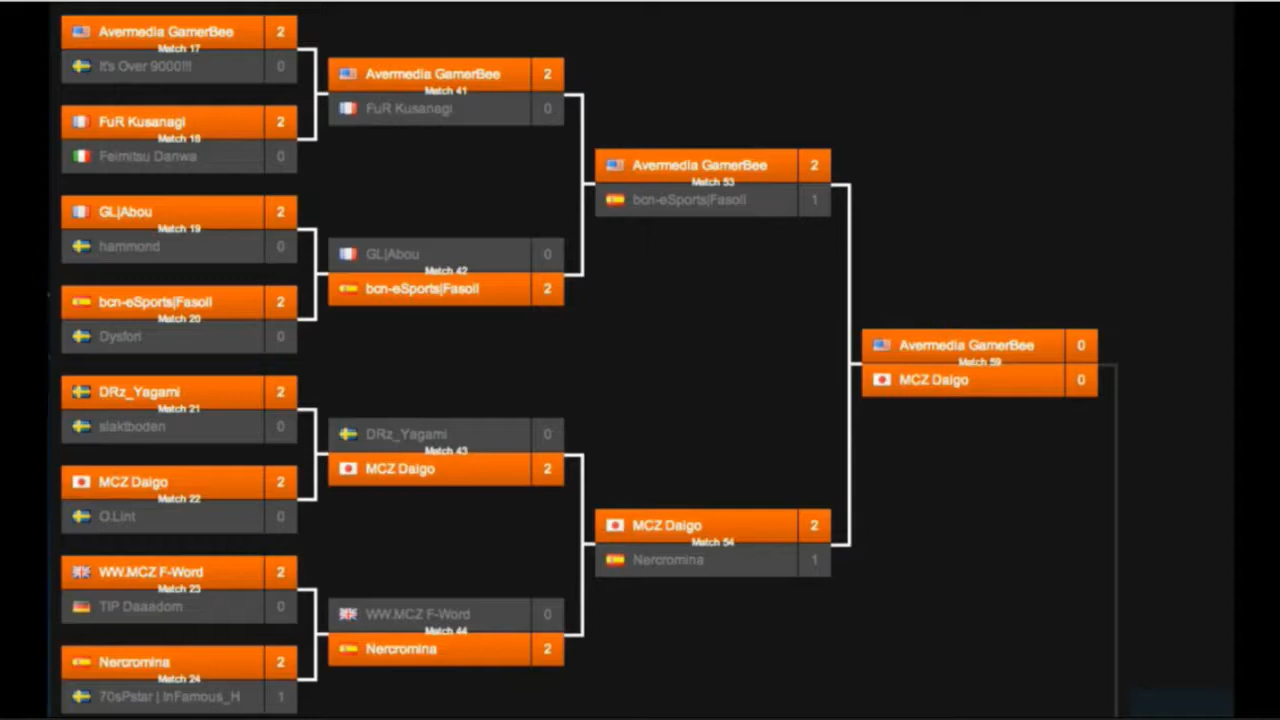 Avermedia GamerBee 2
Match 17
It's Over 9000!!! 0
FuR Kusanagi 2
Match 18
Feimitsu Danwa 0
GL|Abou 2
Match 19
hammond 0
bcn-eSports|Fasoll 2
Match 20
Dysfori 0
DRz_Yagami 2
Match 21
slaktboden 0
MCZ Daigo 2
Match 22
O.Lint 0
WW.MCZ F-Word 2
Match 23
TIP Daaadom 0
Nercromina 2
Match 24
70sPstar | InFamous_H 1
Avermedia GamerBee 2
Match 41
FuR Kusanagi 0
GL|Abou 0
Match 42
bcn-eSports|Fasoll 2
DRz_Yagami 0
Match 43
MCZ Daigo 2
WW.MCZ F-Word 0
Match 44
Nercromina 2
Avermedia GamerBee 2
Match 53
bcn-eSports|Fasoll 1
MCZ Daigo 2
Match 54
Nercromina 1
Avermedia GamerBee 0
Match 59
MCZ Daigo 0